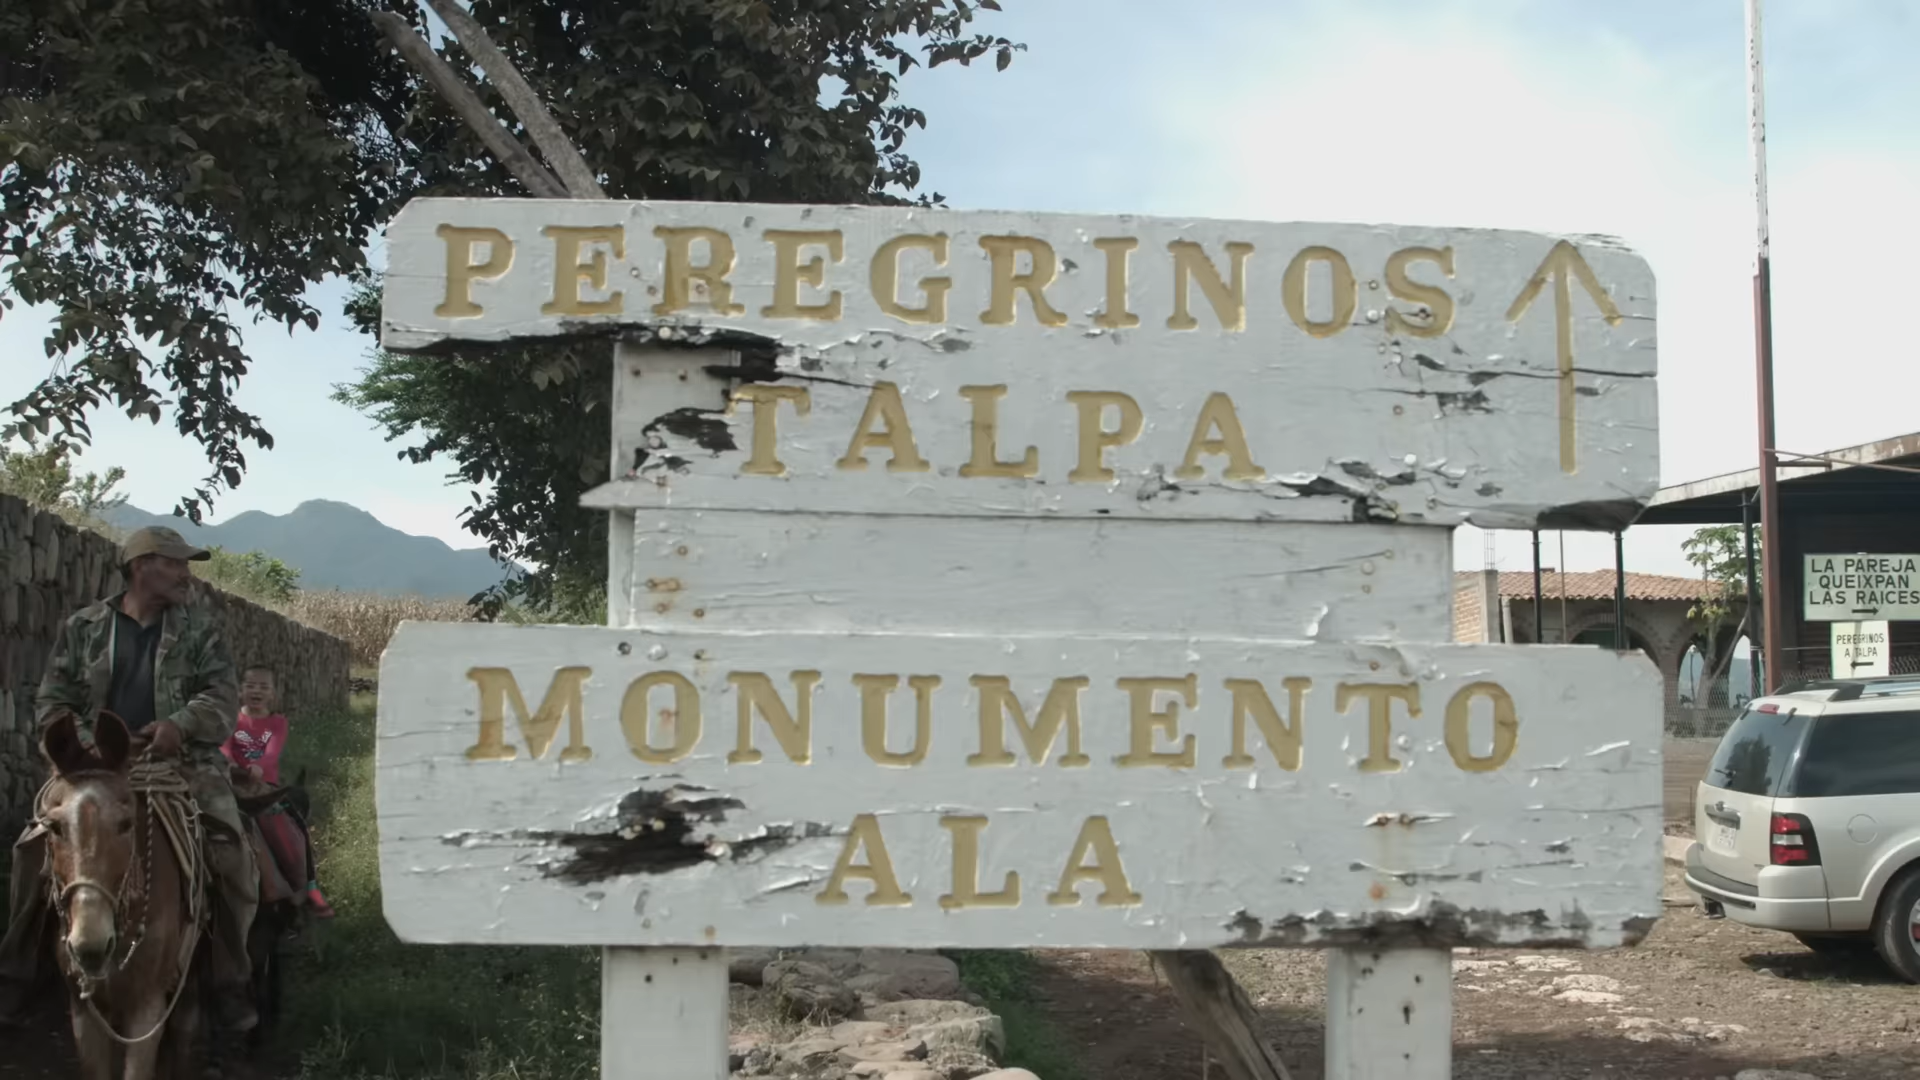 PEREGRINOS
TALPA
MONUMENTO
ALA
LA PAREJA
QUEIXPAN
LAS RAICES
PEREGRINOS
A TALPA